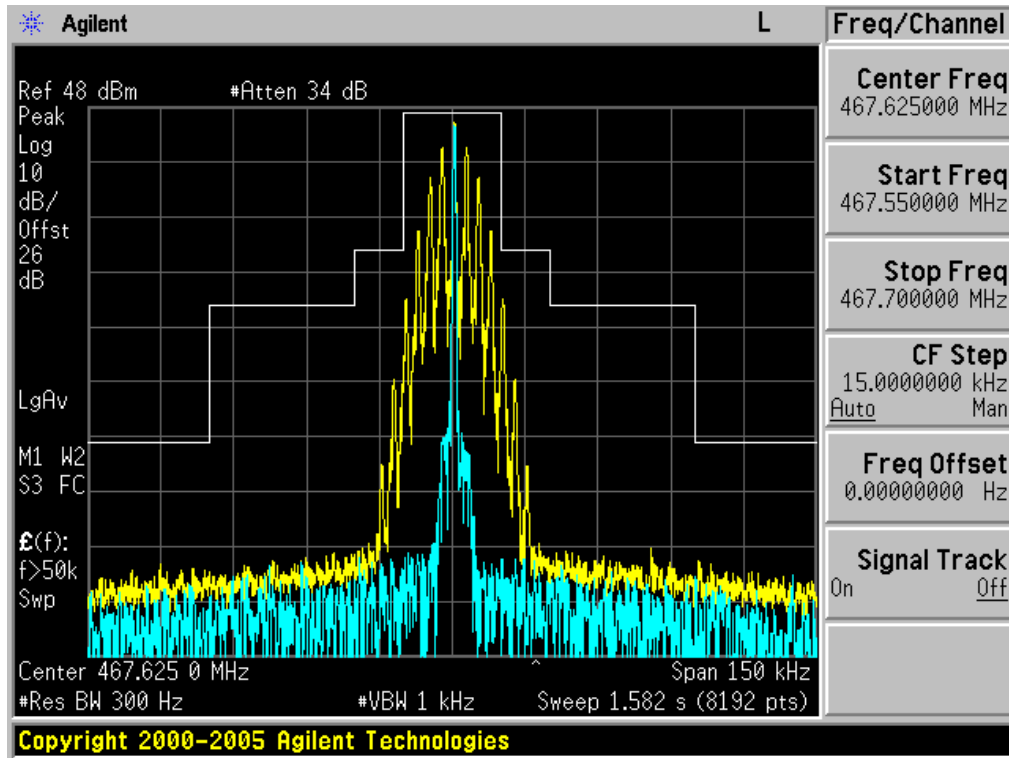 Agilent
L
Freq/Channel
Ref 48 dBm #Atten 34 dB
Peak
Log
10
dB/
Offst
26
dB
LgAv
M1 W2
S3 FC
£(f):
f>50k
Swp
Center 467.625 0 MHz
Span 150 kHz
#Res BW 300 Hz #VBW 1 kHz Sweep 1.582 s (8192 pts)
Center Freq
467.625000 MHz
Start Freq
467.550000 MHz
Stop Freq
467.700000 MHz
CF Step
15.0000000 kHz
Auto Man
Freq Offset
0.00000000 Hz
Signal Track
On Off
Copyright 2000-2005 Agilent Technologies